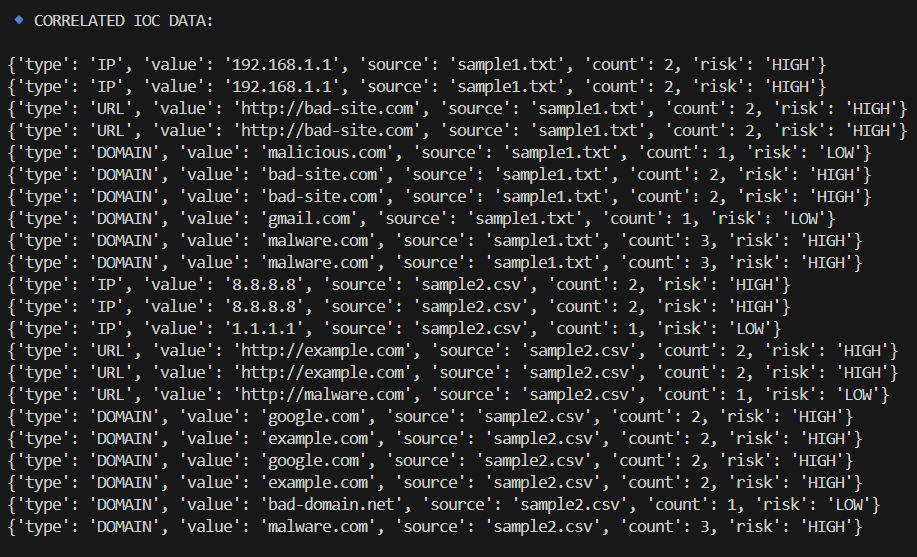 CORRELATED IOC DATA:
{'type': 'IP', 'value': '192.168.1.1', 'source': 'sample1.txt', 'count': 2, 'risk': 'HIGH'}
{'type': 'IP', 'value': '192.168.1.1', 'source': 'sample1.txt', 'count': 2, 'risk': 'HIGH'}
{'type': 'URL', 'value': 'http://bad-site.com', 'source': 'sample1.txt', 'count': 2, 'risk': 'HIGH'}
{'type': 'URL', 'value': 'http://bad-site.com', 'source': 'sample1.txt', 'count': 2, 'risk': 'HIGH'}
{'type': 'DOMAIN', 'value': 'malicious.com', 'source': 'sample1.txt', 'count': 1, 'risk': 'LOW'}
{'type': 'DOMAIN', 'value': 'bad-site.com', 'source': 'sample1.txt', 'count': 2, 'risk': 'HIGH'}
{'type': 'DOMAIN', 'value': 'bad-site.com', 'source': 'sample1.txt', 'count': 2, 'risk': 'HIGH'}
{'type': 'DOMAIN', 'value': 'gmail.com', 'source': 'sample1.txt', 'count': 1, 'risk': 'LOW'}
{'type': 'DOMAIN', 'value': 'malware.com', 'source': 'sample1.txt', 'count': 3, 'risk': 'HIGH'}
{'type': 'DOMAIN', 'value': 'malware.com', 'source': 'sample1.txt', 'count': 3, 'risk': 'HIGH'}
{'type': 'IP', 'value': '8.8.8.8', 'source': 'sample2.csv', 'count': 2, 'risk': 'HIGH'}
{'type': 'IP', 'value': '8.8.8.8', 'source': 'sample2.csv', 'count': 2, 'risk': 'HIGH'}
{'type': 'IP', 'value': '1.1.1.1', 'source': 'sample2.csv', 'count': 1, 'risk': 'LOW'}
{'type': 'URL', 'value': 'http://example.com', 'source': 'sample2.csv', 'count': 2, 'risk': 'HIGH'}
{'type': 'URL', 'value': 'http://example.com', 'source': 'sample2.csv', 'count': 2, 'risk': 'HIGH'}
{'type': 'URL', 'value': 'http://malware.com', 'source': 'sample2.csv', 'count': 1, 'risk': 'LOW'}
{'type': 'DOMAIN', 'value': 'google.com', 'source': 'sample2.csv', 'count': 2, 'risk': 'HIGH'}
{'type': 'DOMAIN', 'value': 'example.com', 'source': 'sample2.csv', 'count': 2, 'risk': 'HIGH'}
{'type': 'DOMAIN', 'value': 'google.com', 'source': 'sample2.csv', 'count': 2, 'risk': 'HIGH'}
{'type': 'DOMAIN', 'value': 'example.com', 'source': 'sample2.csv', 'count': 2, 'risk': 'HIGH'}
{'type': 'DOMAIN', 'value': 'bad-domain.net', 'source': 'sample2.csv', 'count': 1, 'risk': 'LOW'}
{'type': 'DOMAIN', 'value': 'malware.com', 'source': 'sample2.csv', 'count': 3, 'risk': 'HIGH'}